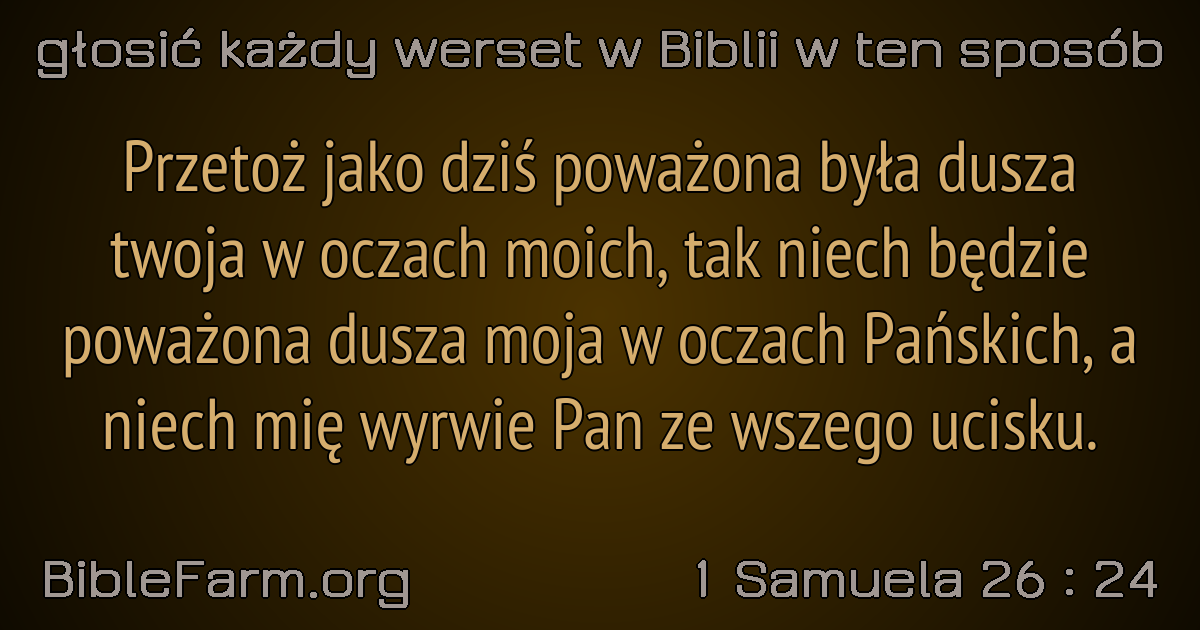 głosić każdy werset w Biblii w ten sposób
Przetoż jako dziś poważona była dusza
twoja w oczach moich, tak niech będzie
poważona dusza moja w oczach Pańskich, a
niech mię wyrwie Pan ze wszego ucisku.
BibleFarm.org
1 Samuela 26 : 24